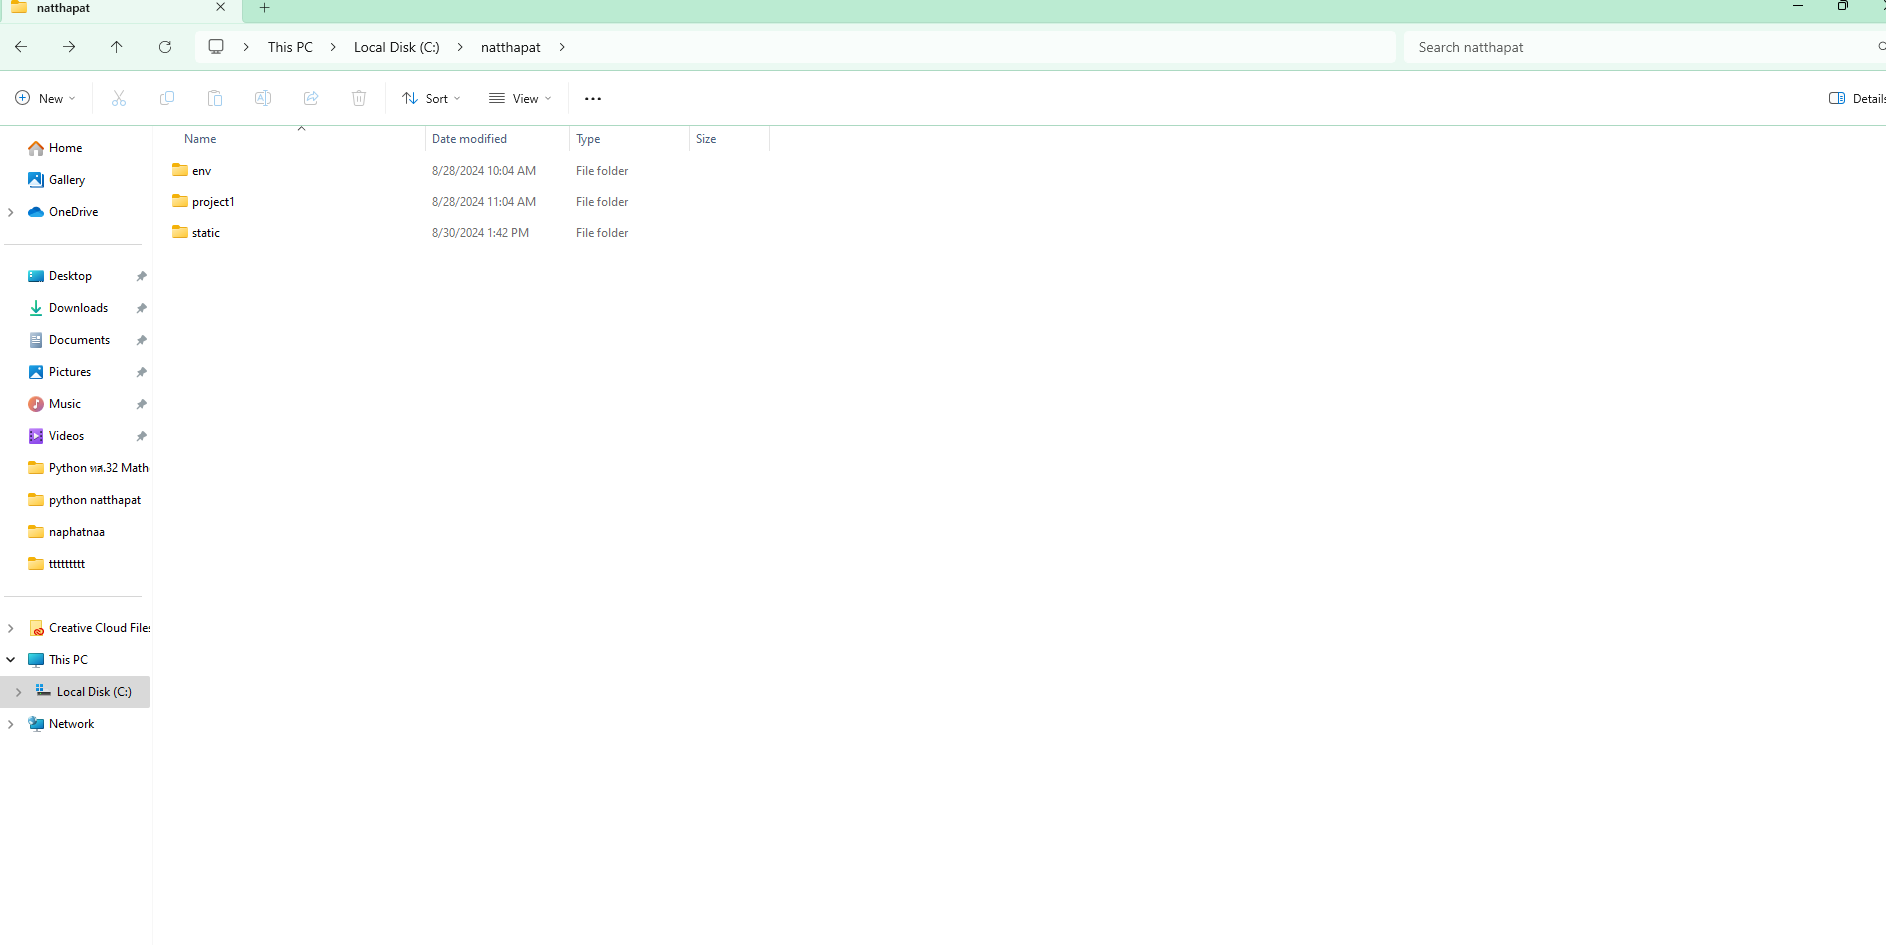 natthapat
This PC > Local Disk (C:) > natthapat >
Search natthapat
New
Sort
View
Details
Name Date modified Type Size
env 8/28/2024 10:04 AM File folder
project1 8/28/2024 11:04 AM File folder
static 8/30/2024 1:42 PM File folder
Home
Gallery
OneDrive
Desktop
Downloads
Documents
Pictures
Music
Videos
Python ทส.32 Math
python natthapat
naphatnaa
ttttttttt
Creative Cloud Files
This PC
Local Disk (C:)
Network